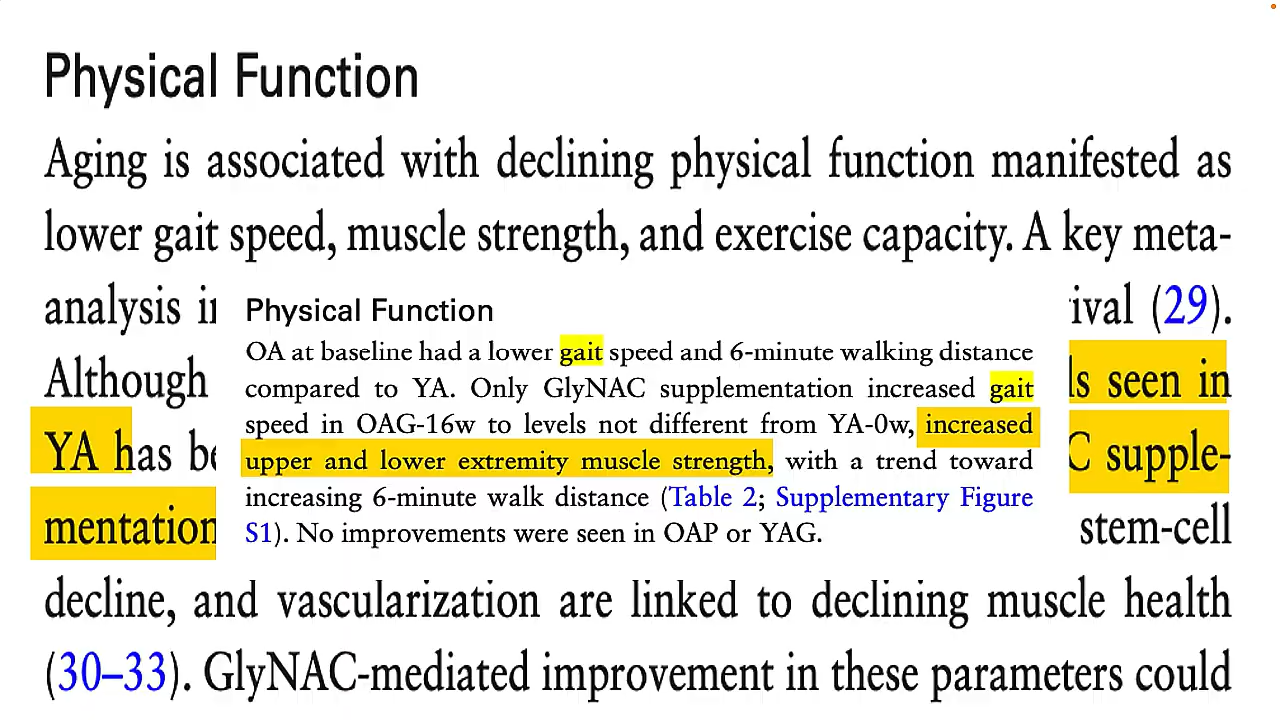 Physical Function
Aging is associated with declining physical function manifested as
lower gait speed, muscle strength, and exercise capacity. A key meta-
analysis
ival (29).
Although
seen in
YA has
supple-
mentation
stem-cell
decline, and vascularization are linked to declining muscle health
(30–33). GlyNAC-mediated improvement in these parameters could
Physical Function
OA at baseline had a lower gait speed and 6-minute walking distance
compared to YA. Only GlyNAC supplementation increased gait
speed in OAG-16w to levels not different from YA-0w, increased
upper and lower extremity muscle strength, with a trend toward
increasing 6-minute walk distance (Table 2; Supplementary Figure
S1). No improvements were seen in OAP or YAG.